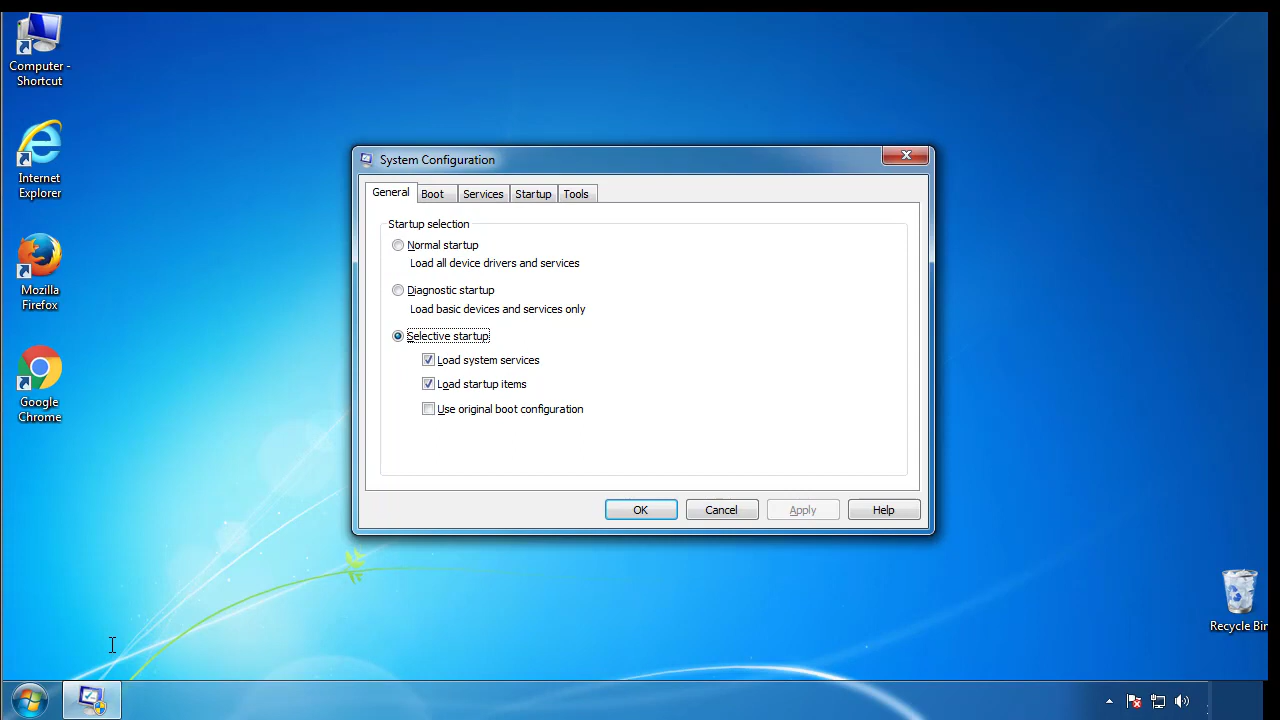 Computer -
Shortcut
Internet
Explorer
Mozilla
Firefox
Google
Chrome
System Configuration
General
Boot
Services
Startup
Tools
Startup selection
Normal startup
Load all device drivers and services
Diagnostic startup
Load basic devices and services only
Selective startup
Load system services
Load startup items
Use original boot configuration
OK
Cancel
Apply
Help
Recycle Bin